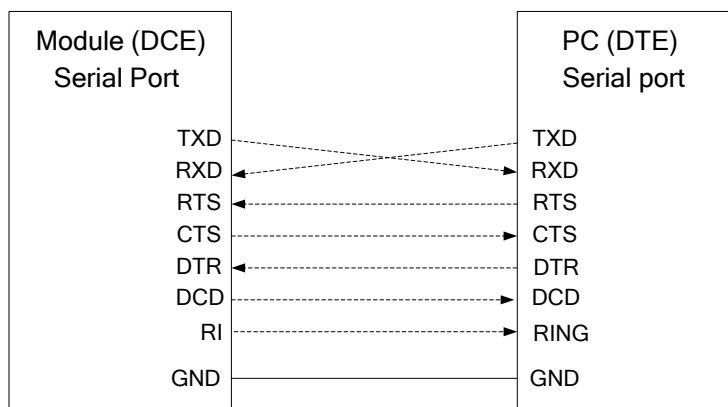 Module (DCE)
Serial Port
TXD
RXD
RTS
CTS
DTR
DCD
RI
GND
PC (DTE)
Serial port
TXD
RXD
RTS
CTS
DTR
DCD
RING
GND